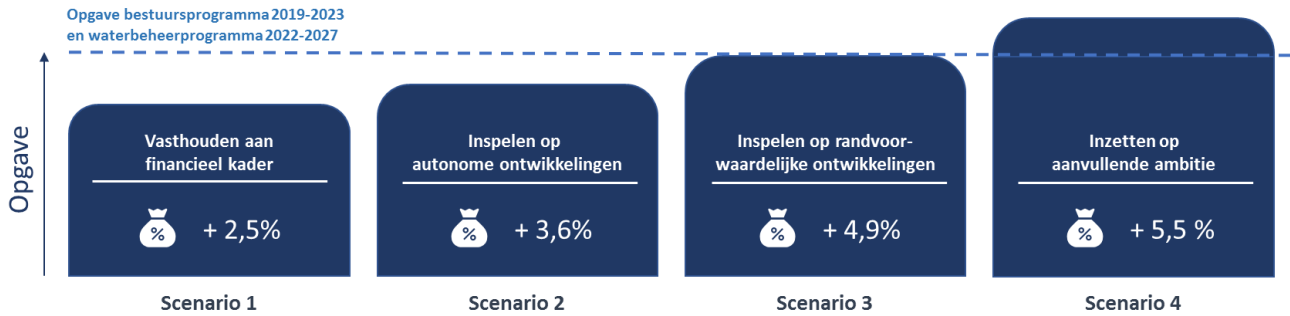 Opgave bestuursprogramma 2019-2023
en waterbeheerprogramma 2022-2027
Opgave
Vasthouden aan
financieel kader
% + 2,5%
Scenario 1
Inspelen op
autonome ontwikkelingen
% + 3,6%
Scenario 2
Inspelen op randvoor-
waardelijke ontwikkelingen
% + 4,9%
Scenario 3
Inzetten op
aanvullende ambitie
% + 5,5 %
Scenario 4